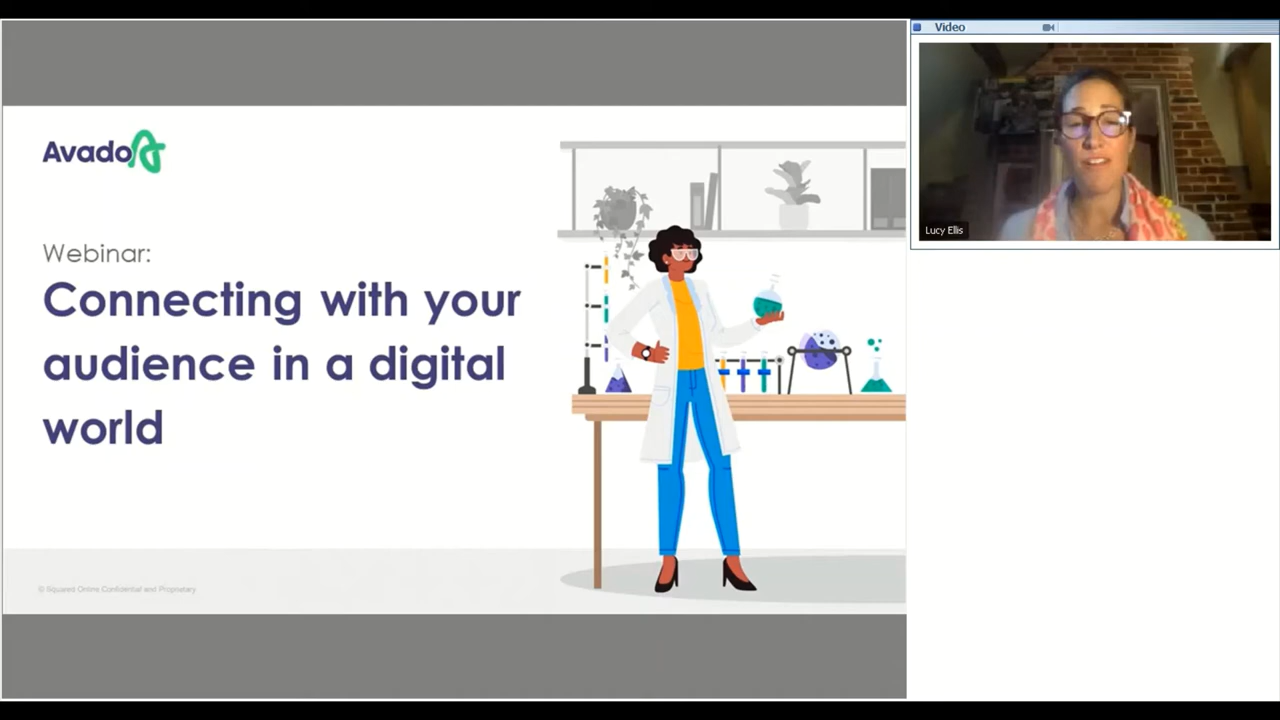 Avado
Webinar:
Connecting with your
audience in a digital
world
© Squared Online Confidential and Proprietary
Video
Lucy Ellis